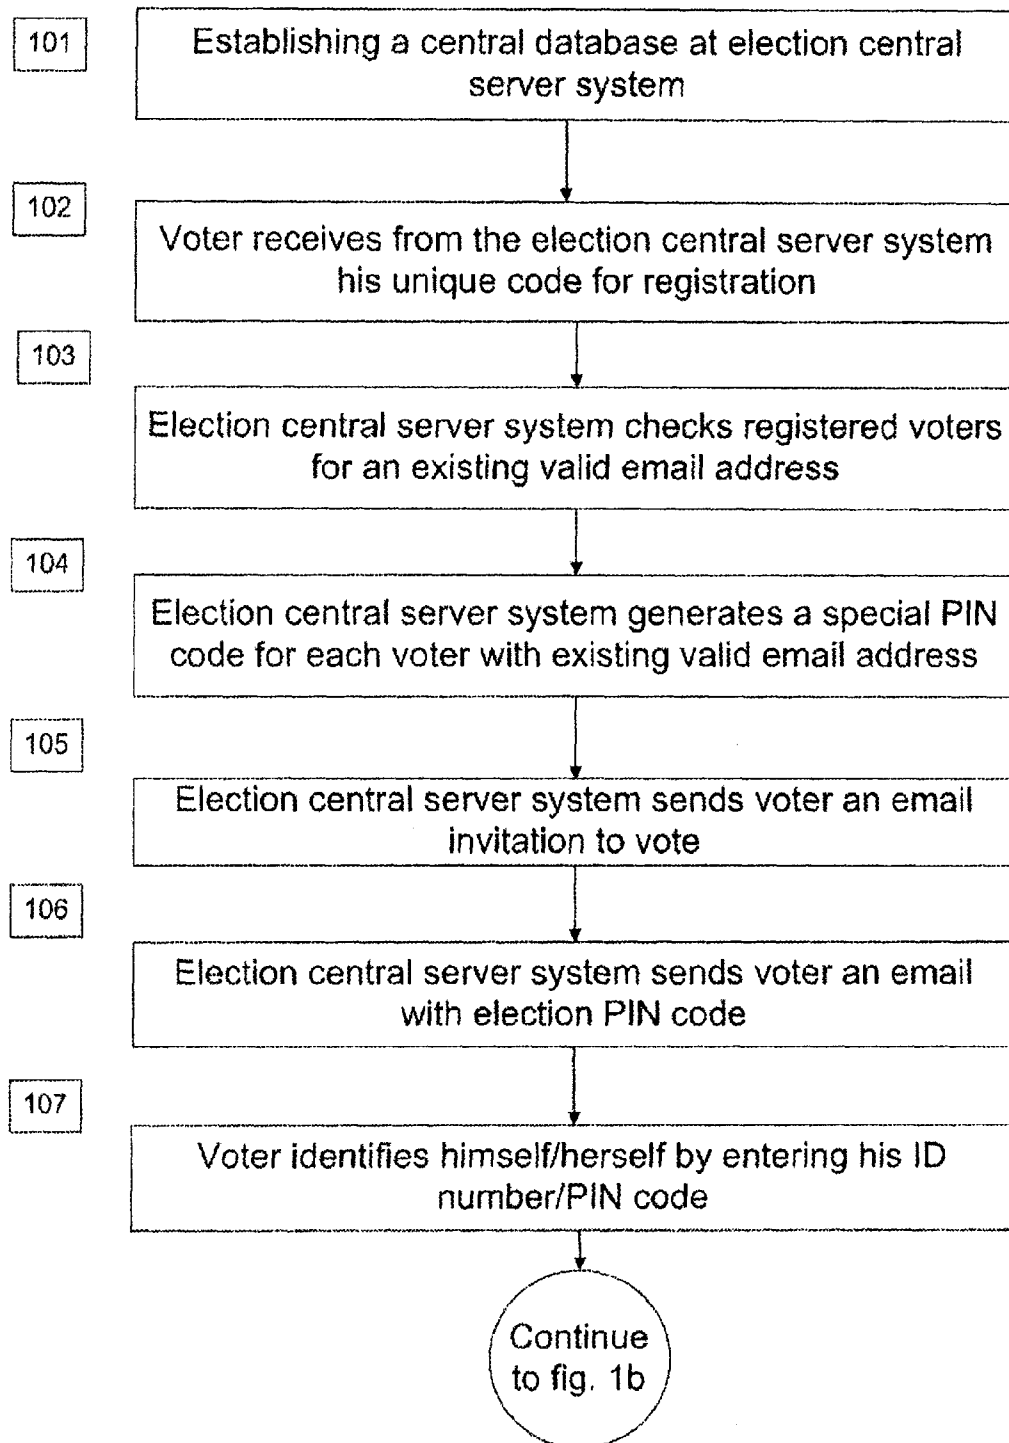 101
Establishing a central database at election central
server system
102
Voter receives from the election central server system
his unique code for registration
103
Election central server system checks registered voters
for an existing valid email address
104
Election central server system generates a special PIN
code for each voter with existing valid email address
105
Election central server system sends voter an email
invitation to vote
106
Election central server system sends voter an email
with election PIN code
107
Voter identifies himself/herself by entering his ID
number/PIN code
Continue
to fig. 1b